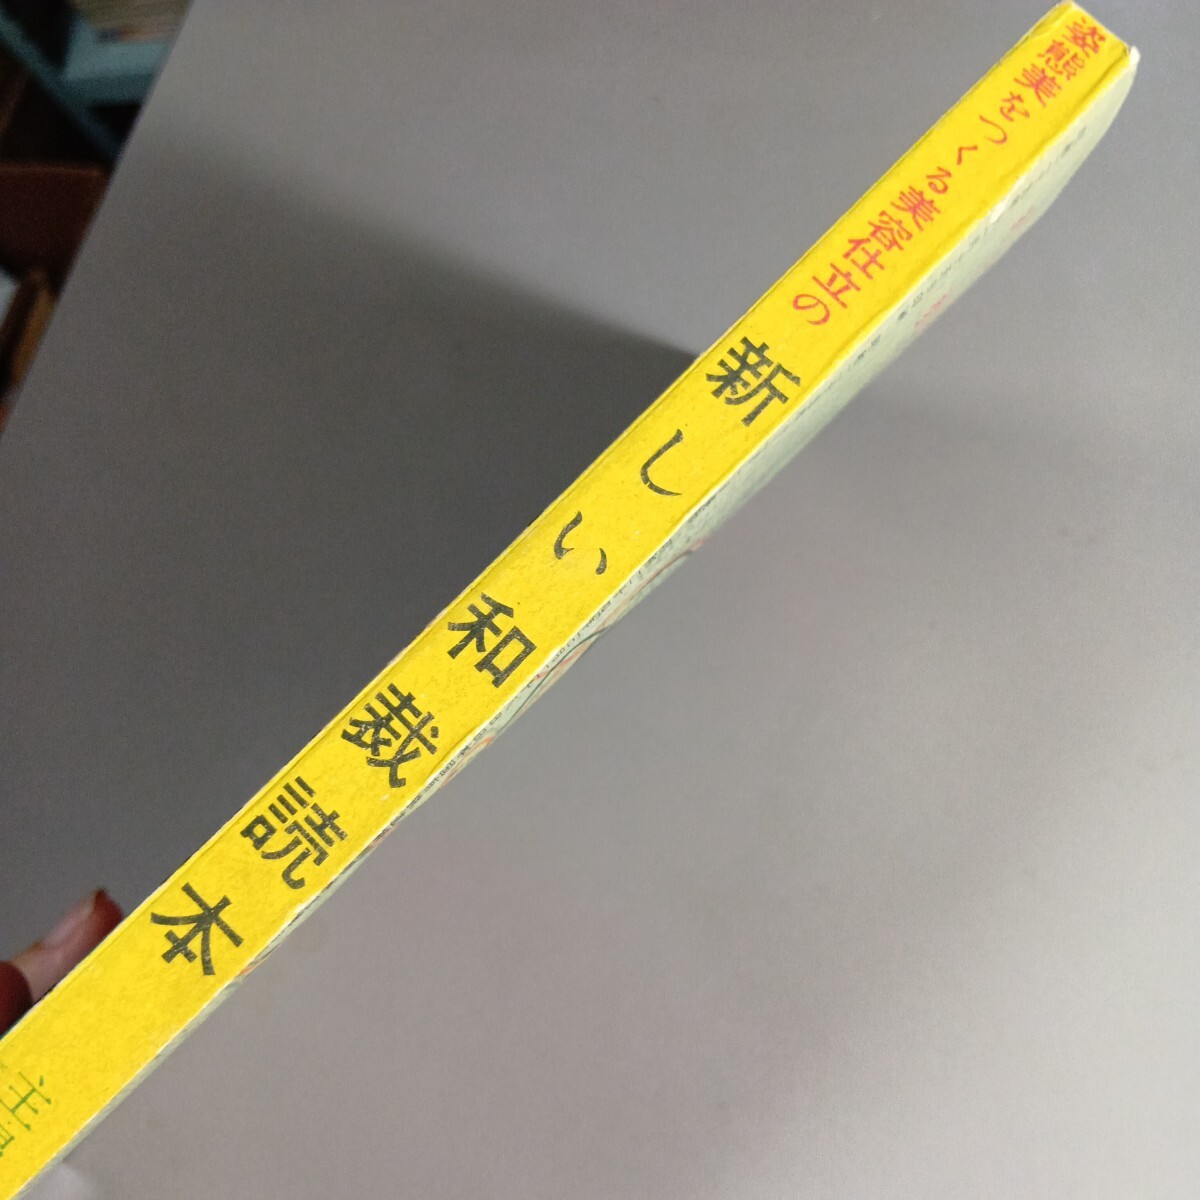 姿態美をつくる美容仕立の
新しい和裁読本
主